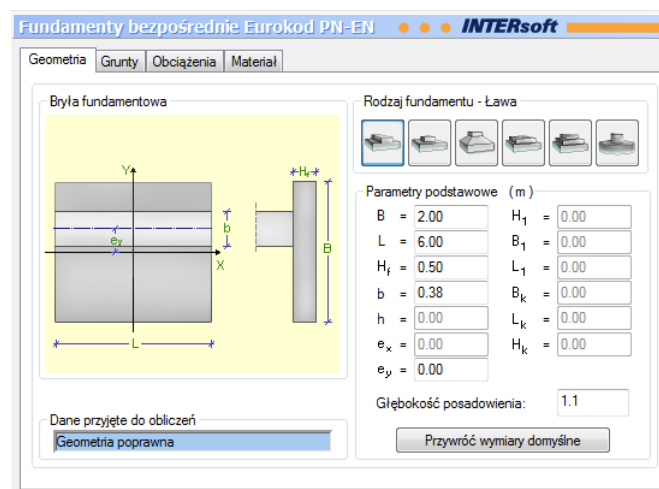 Fundamenty bezpośrednie Eurokod PN-EN INTERsoft
Geometria Grunty Obciążenia Materiał
Bryła fundamentowa
Y
Hf
b
ey
B
X
L
Dane przyjęte do obliczeń
Geometria poprawna
Rodzaj fundamentu - Ława
Parametry podstawowe (m)
B = 2.00 H1 = 0.00
L = 6.00 B1 = 0.00
Hf = 0.50 L1 = 0.00
b = 0.38 Bk = 0.00
h = 0.00 Lk = 0.00
ex = 0.00 Hk = 0.00
ey = 0.00
Głębokość posadowienia: 1.1
Przywróć wymiary domyślne